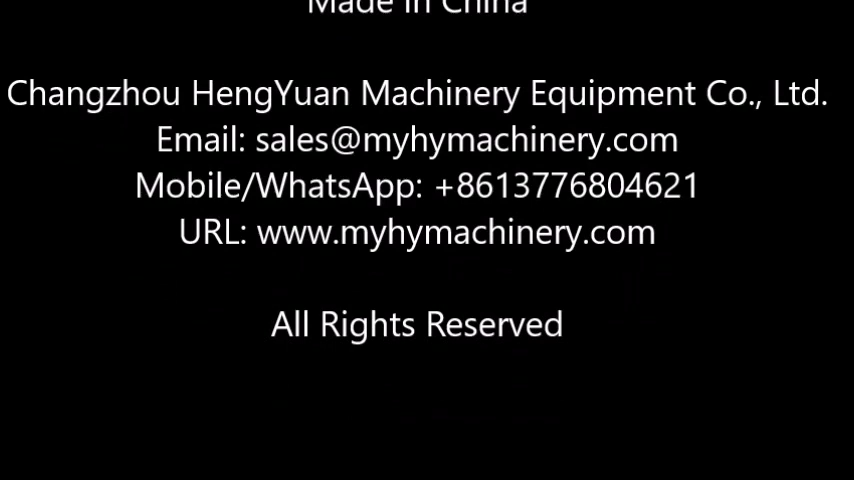 Made in China
Changzhou HengYuan Machinery Equipment Co., Ltd.
Email: sales@myhymachinery.com
Mobile/WhatsApp: +8613776804621
URL: www.myhymachinery.com
All Rights Reserved